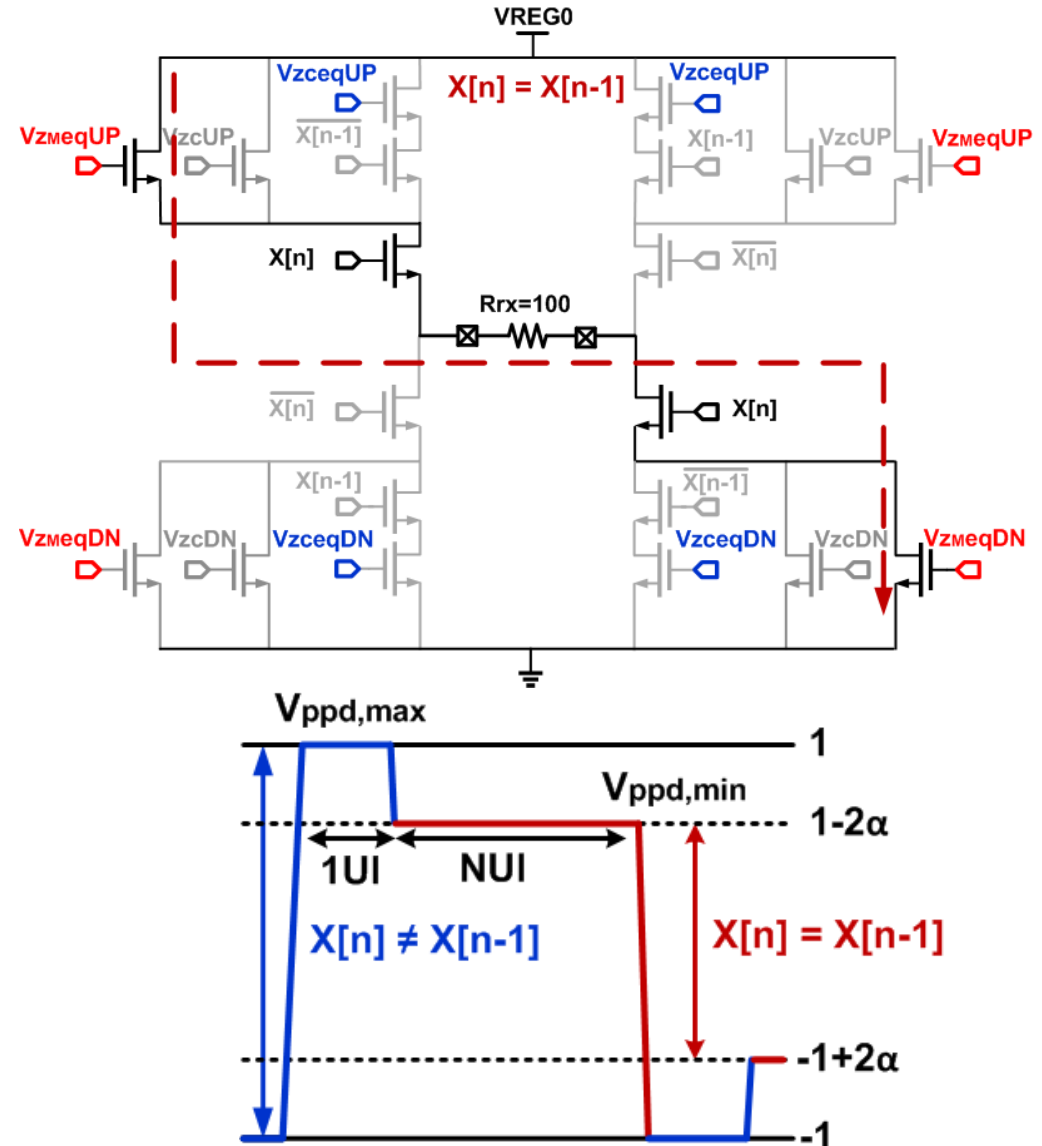 VREG0
VzceqUP X[n] = X[n-1] VzceqUP
VzMeqUP VzcUP X[n-1] X[n-1] VzcUP VzMeqUP
X[n] X[n]
Rrx=100
X[n] X[n]
X[n-1] X[n-1]
VzMeqDN VzcDN VzceqDN VzceqDN VzcDN VzMeqDN
Vppd,max
1
Vppd,min
1-2α
1UI NUI
X[n] ≠ X[n-1] X[n] = X[n-1]
-1+2α
-1